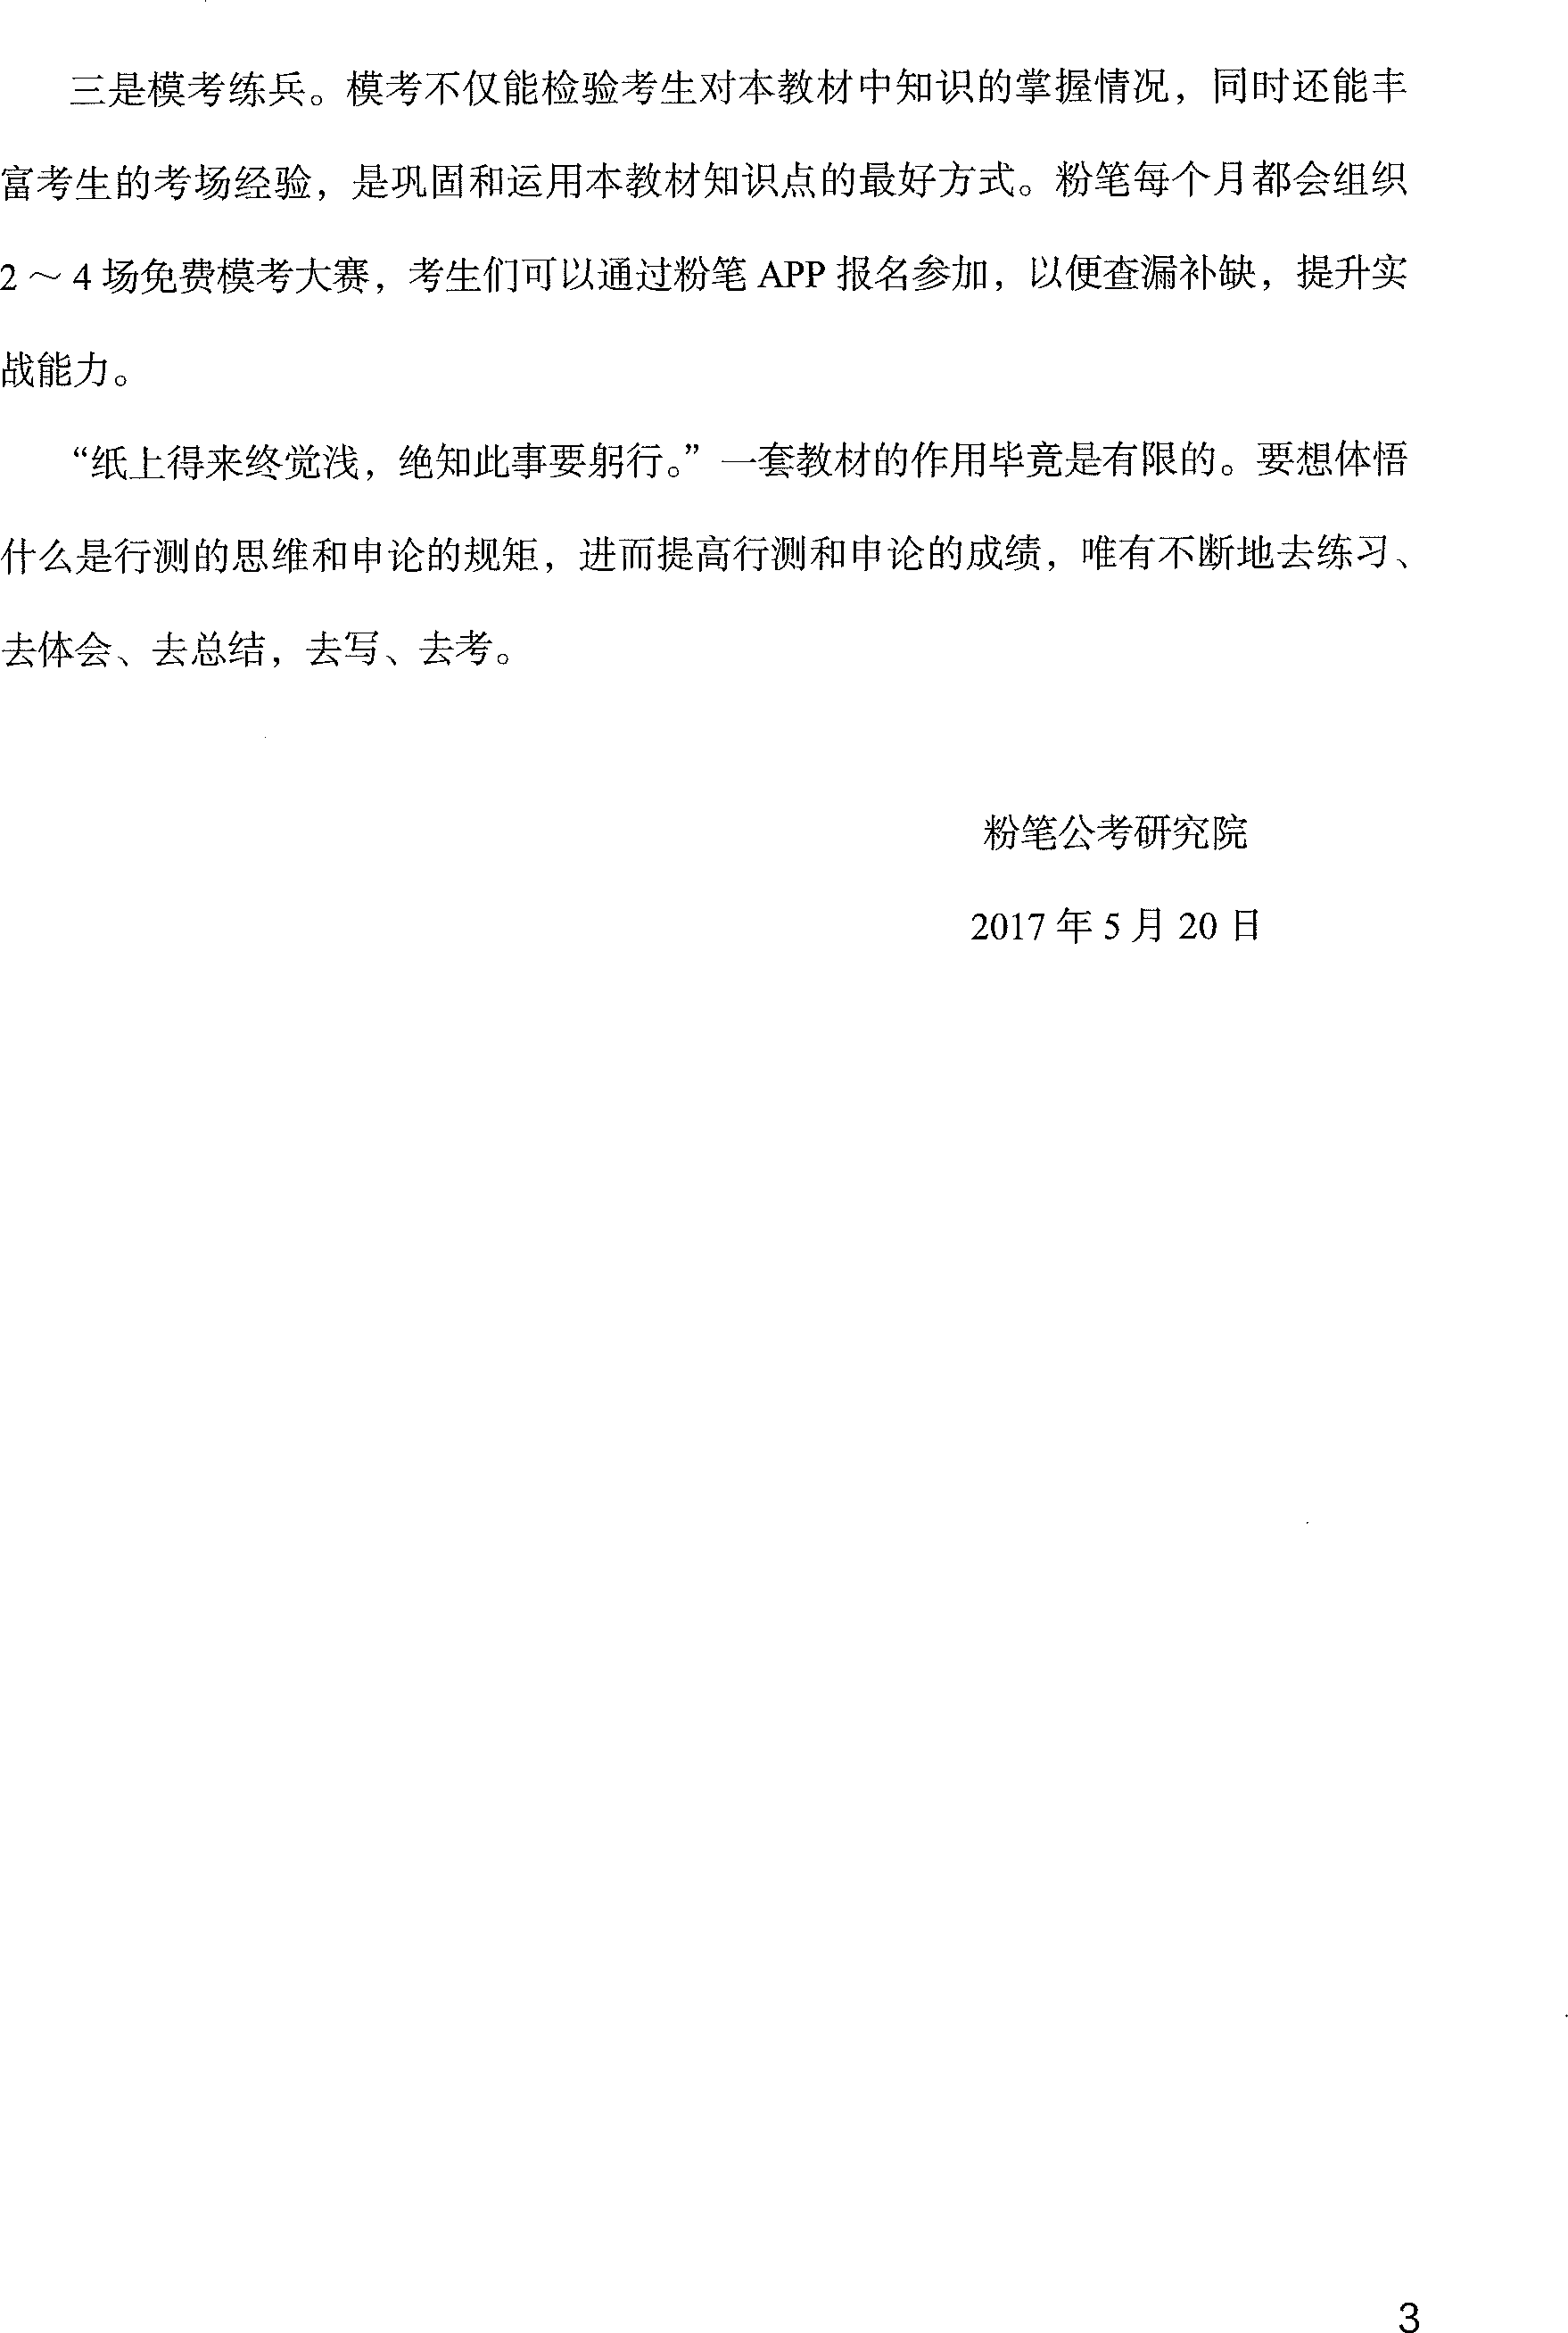 三是模考练兵。模考不仅能检验考生对本教材中知识的掌握情况，同时还能丰
富考生的考场经验，是巩固和运用本教材知识点的最好方式。粉笔每个月都会组织
2～4场免费模考大赛，考生们可以通过粉笔 APP 报名参加，以便查漏补缺，提升实
战能力。
“纸上得来终觉浅，绝知此事要躬行。”一套教材的作用毕竟是有限的。要想体悟
什么是行测的思维和申论的规矩，进而提高行测和申论的成绩，唯有不断地去练习、
去体会、去总结，去写、去考。
粉笔公考研究院
2017 年 5 月 20 日
3